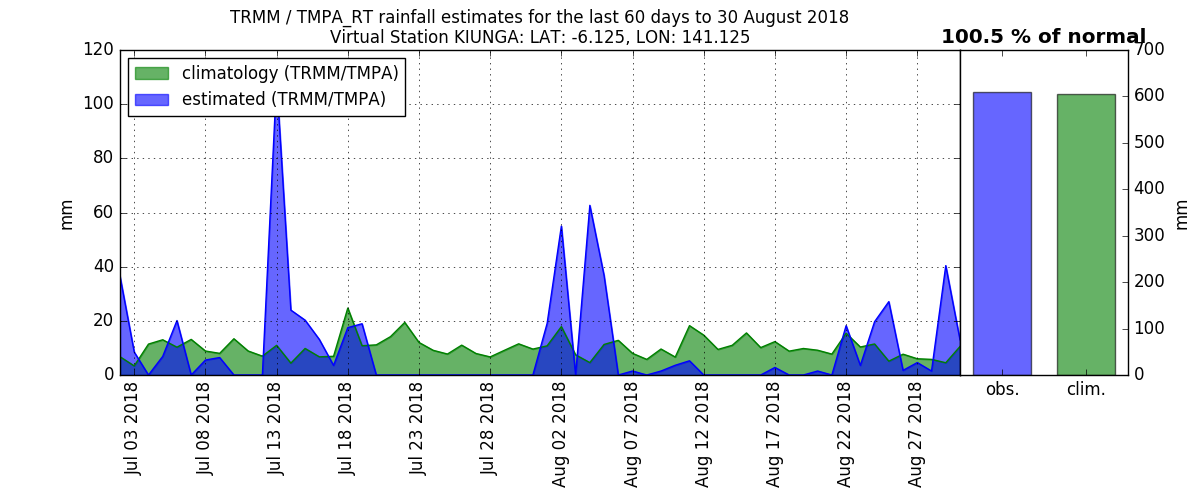 TRMM / TMPA_RT rainfall estimates for the last 60 days to 30 August 2018
Virtual Station KIUNGA: LAT: -6.125, LON: 141.125
100.5 % of normal
climatology (TRMM/TMPA)
estimated (TRMM/TMPA)
mm
120
100
80
60
40
20
0
Jul 03 2018
Jul 08 2018
Jul 13 2018
Jul 18 2018
Jul 23 2018
Jul 28 2018
Aug 02 2018
Aug 07 2018
Aug 12 2018
Aug 17 2018
Aug 22 2018
Aug 27 2018
obs.
clim.
700
600
500
400
300
200
100
0
mm